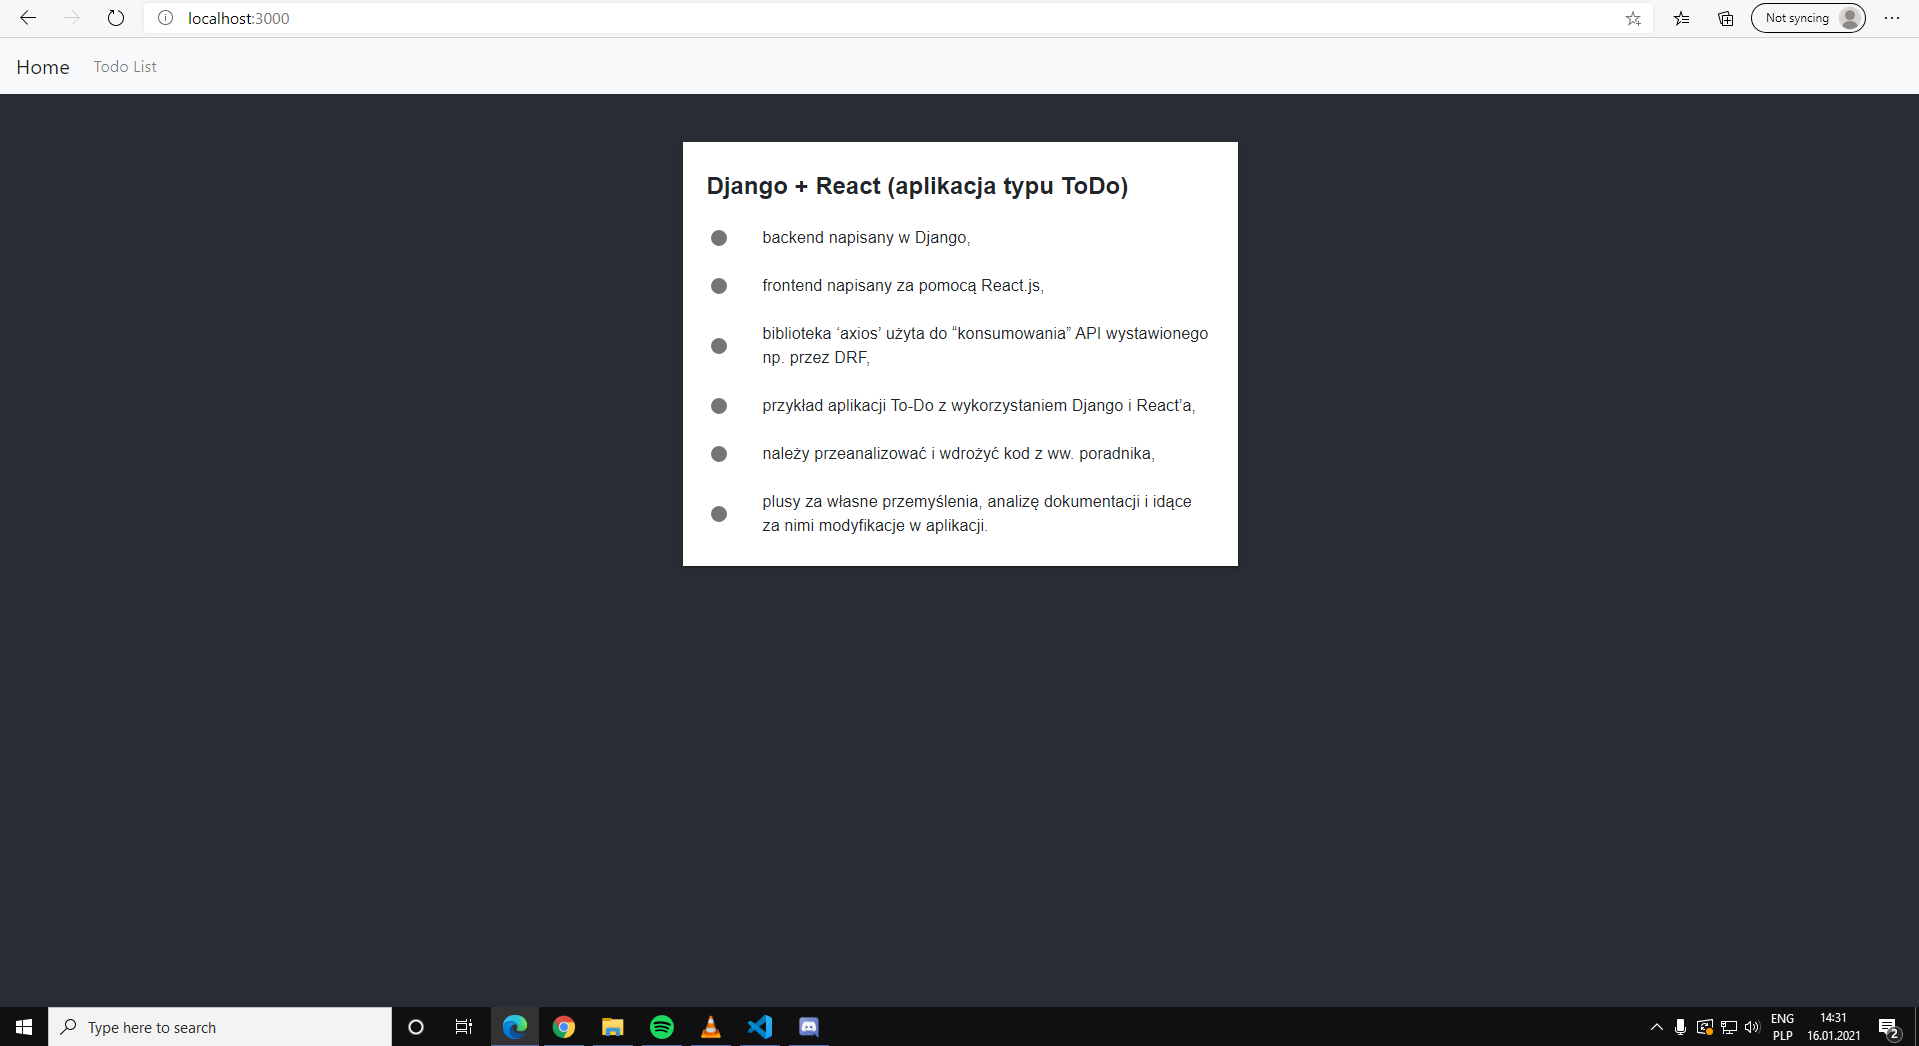 localhost:3000
Not syncing
Home
Todo List
Django + React (aplikacja typu ToDo)
backend napisany w Django,
frontend napisany za pomocą React.js,
biblioteka ‘axios’ użyta do “konsumowania” API wystawionego
np. przez DRF,
przykład aplikacji To-Do z wykorzystaniem Django i React’a,
należy przeanalizować i wdrożyć kod z ww. poradnika,
plusy za własne przemyślenia, analizę dokumentacji i idące
za nimi modyfikacje w aplikacji.
Type here to search
ENG
PLP
14:31
16.01.2021
2